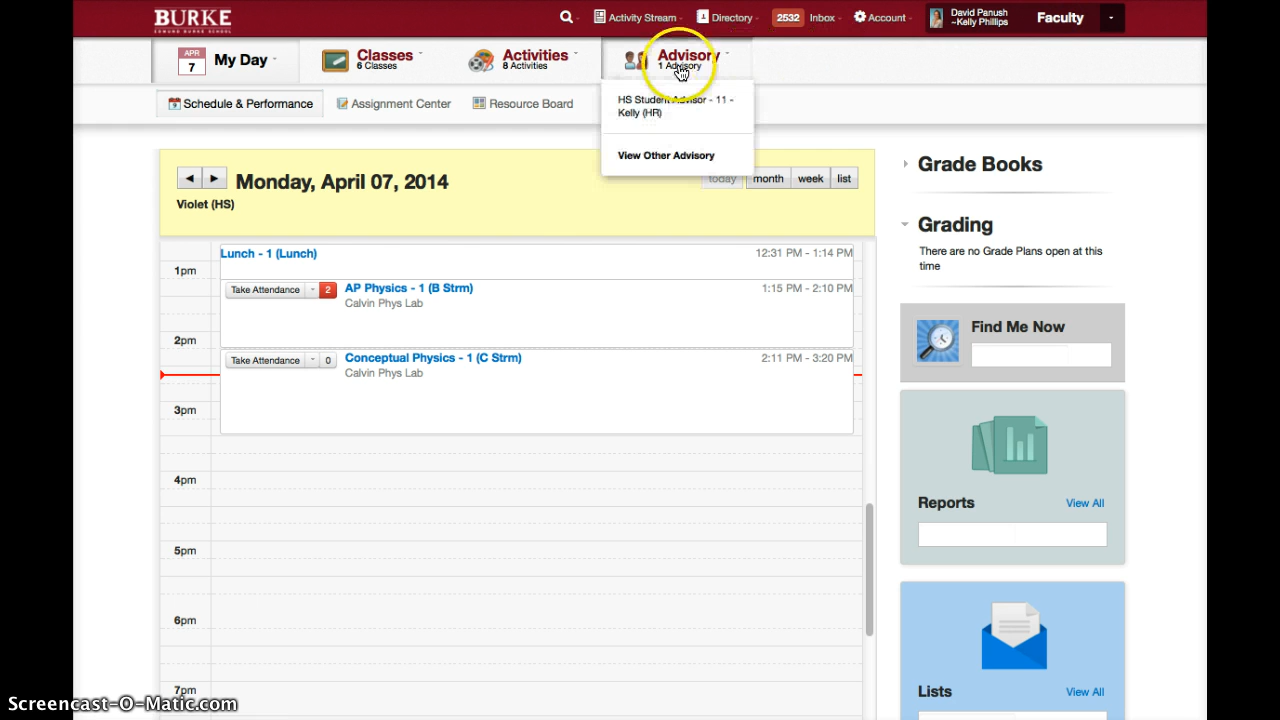 BURKE
EDMUND BURKE SCHOOL
Activity Stream
Directory
2532 Inbox
Account
David Panush
~Kelly Phillips
Faculty
APR
7
My Day
Classes
6 Classes
Activities
8 Activities
Advisory
1 Advisory
Schedule & Performance
Assignment Center
Resource Board
HS Student Advisor - 11 -
Kelly (HR)
View Other Advisory
Monday, April 07, 2014
Violet (HS)
today month week list
Lunch - 1 (Lunch) 12:31 PM - 1:14 PM
1pm
Take Attendance 2 AP Physics - 1 (B Strm) 1:15 PM - 2:10 PM
Calvin Phys Lab
2pm
Take Attendance 0 Conceptual Physics - 1 (C Strm) 2:11 PM - 3:20 PM
Calvin Phys Lab
3pm
4pm
5pm
6pm
7pm
Grade Books
Grading
There are no Grade Plans open at this
time
Find Me Now
Reports View All
Lists View All
Screencast-O-Matic.com